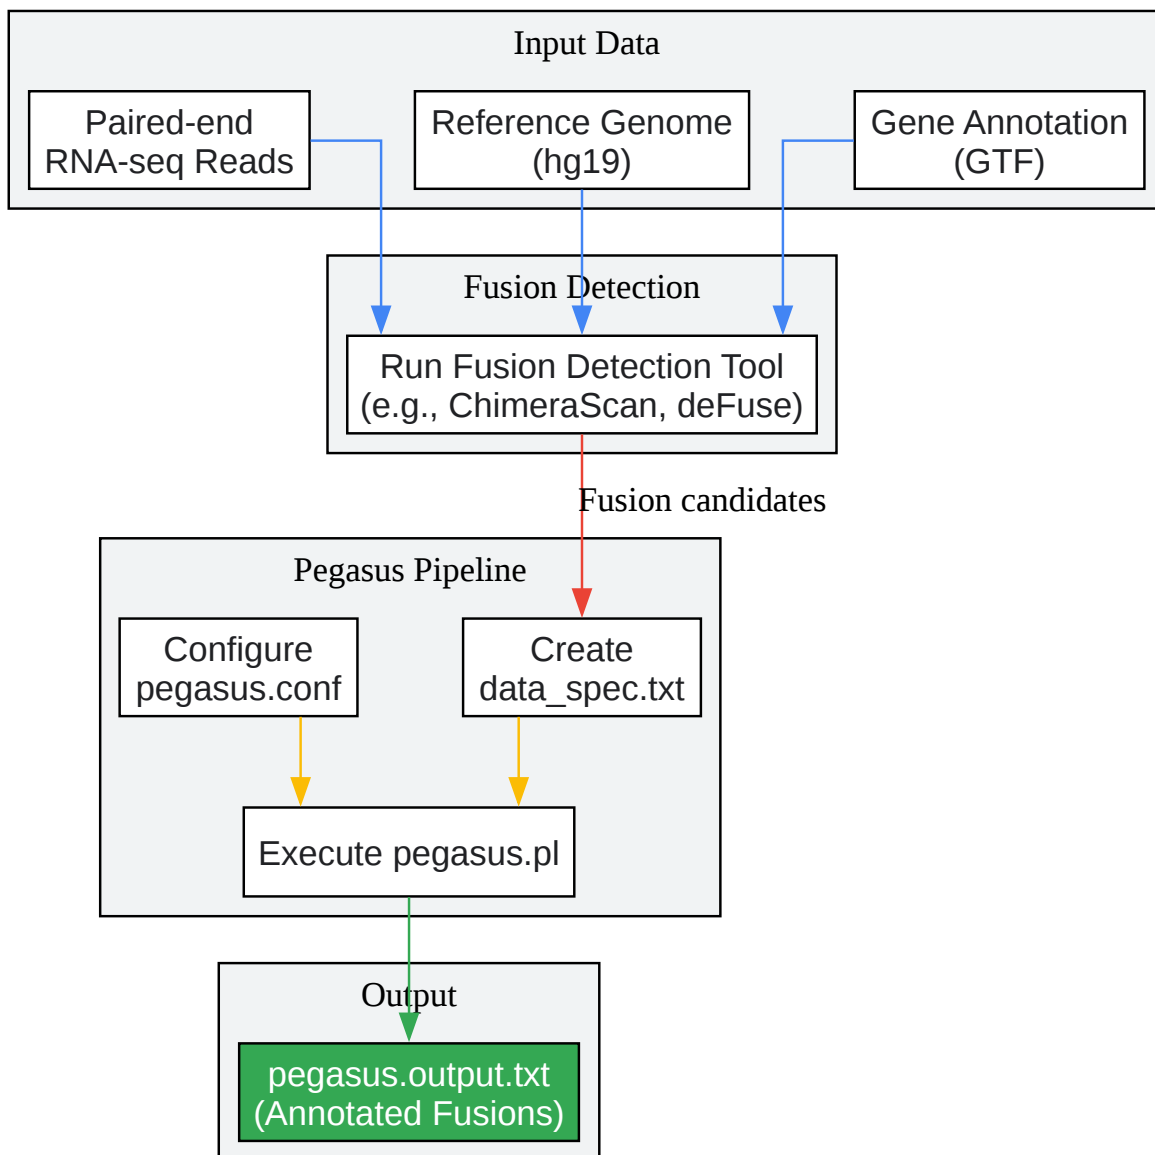 Input Data
Paired-end
RNA-seq Reads
Reference Genome
(hg19)
Gene Annotation
(GTF)
Fusion Detection
Run Fusion Detection Tool
(e.g., ChimeraScan, deFuse)
Fusion candidates
Pegasus Pipeline
Configure
pegasus.conf
Create
data_spec.txt
Execute pegasus.pl
Output
pegasus.output.txt
(Annotated Fusions)